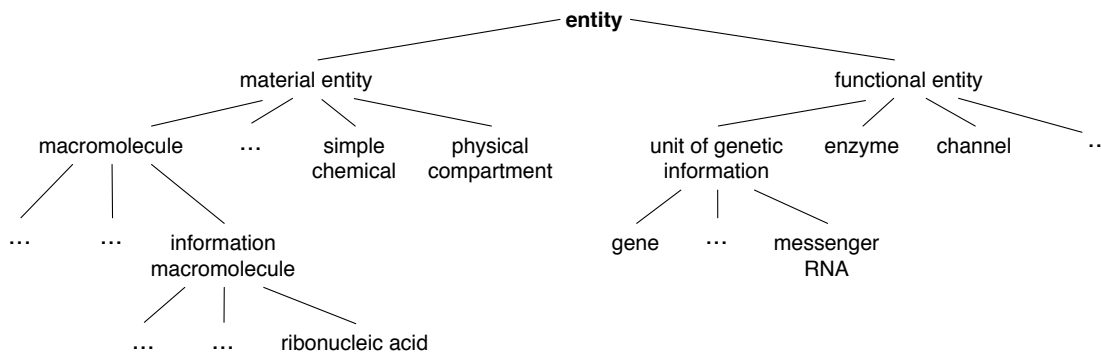 entity
material entity
functional entity
macromolecule
...
simple
chemical
physical
compartment
unit of genetic
information
enzyme
channel
..
...
...
information
macromolecule
gene
...
messenger
RNA
...
...
ribonucleic acid